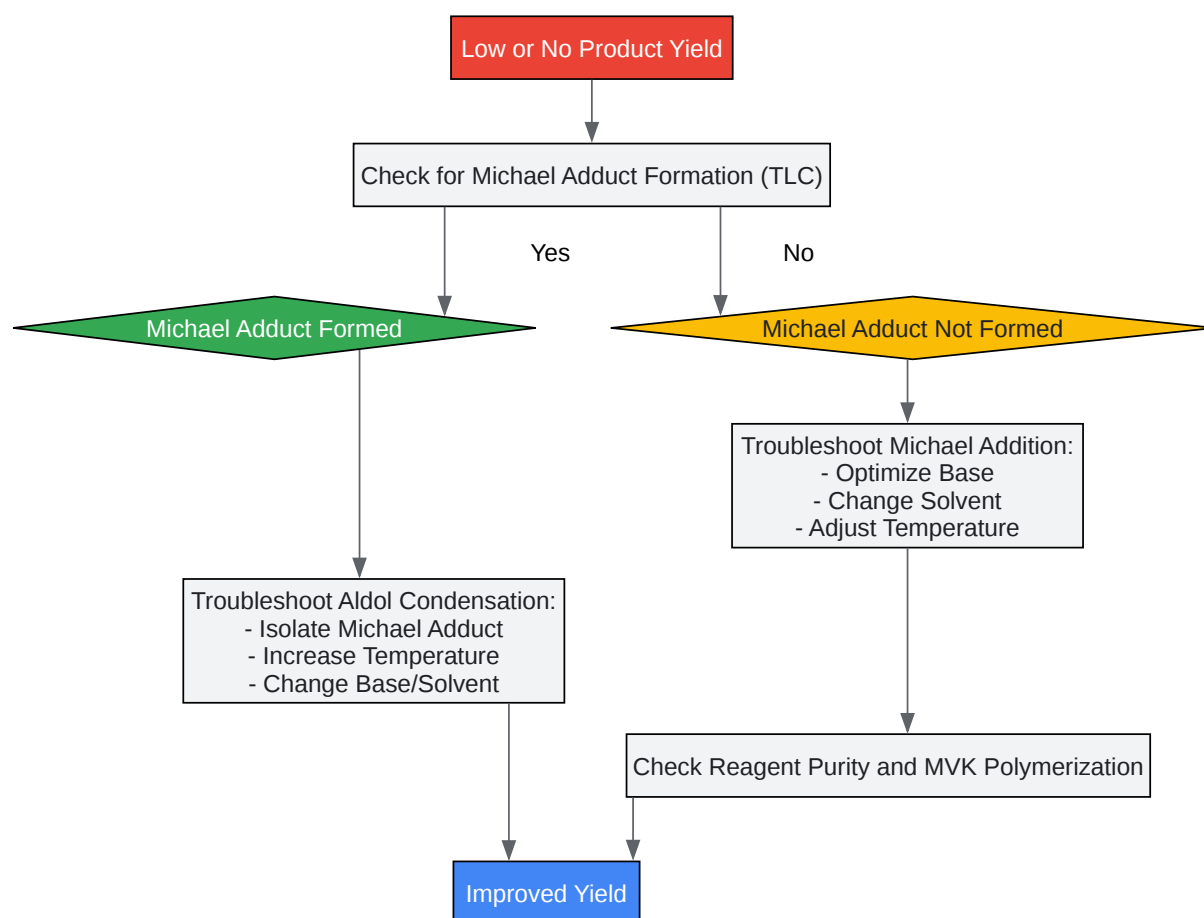 Low or No Product Yield
Check for Michael Adduct Formation (TLC)
Yes
No
Michael Adduct Formed
Michael Adduct Not Formed
Troubleshoot Michael Addition:
- Optimize Base
- Change Solvent
- Adjust Temperature
Troubleshoot Aldol Condensation:
- Isolate Michael Adduct
- Increase Temperature
- Change Base/Solvent
Check Reagent Purity and MVK Polymerization
Improved Yield